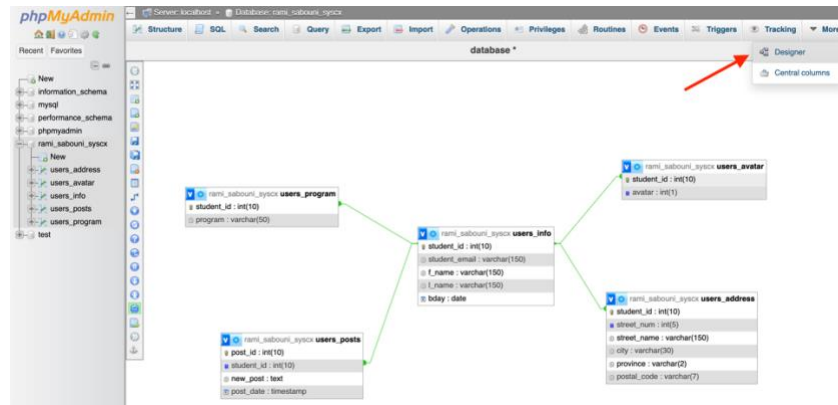 phpMyAdmin
Recent Favorites
New
information_schema
mysql
performance_schema
phpmyadmin
rami_sabouni_syscx
New
users_address
users_avatar
users_info
users_posts
users_program
test
Server: localhost » Database: rami_sabouni_syscx
Structure SQL Search Query Export Import Operations Privileges Routines Events Triggers Tracking More
Designer
Central columns
database *
rami_sabouni_syscx users_program
student_id : int(10)
program : varchar(50)
rami_sabouni_syscx users_info
student_id : int(10)
student_email : varchar(150)
f_name : varchar(150)
l_name : varchar(150)
bday : date
rami_sabouni_syscx users_avatar
student_id : int(10)
avatar : int(1)
rami_sabouni_syscx users_address
student_id : int(10)
street_num : int(5)
street_name : varchar(150)
city : varchar(30)
province : varchar(2)
postal_code : varchar(7)
rami_sabouni_syscx users_posts
post_id : int(10)
student_id : int(10)
new_post : text
post_date : timestamp